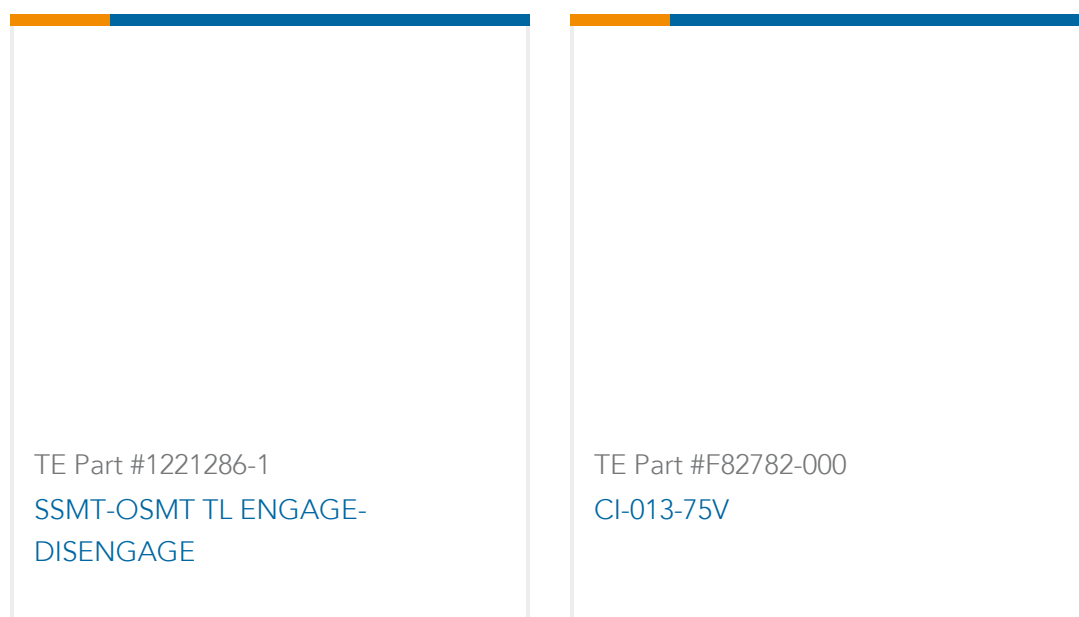 TE Part #1221286-1
SSMT-OSMT TL ENGAGE-
DISENGAGE
TE Part #F82782-000
CI-013-75V